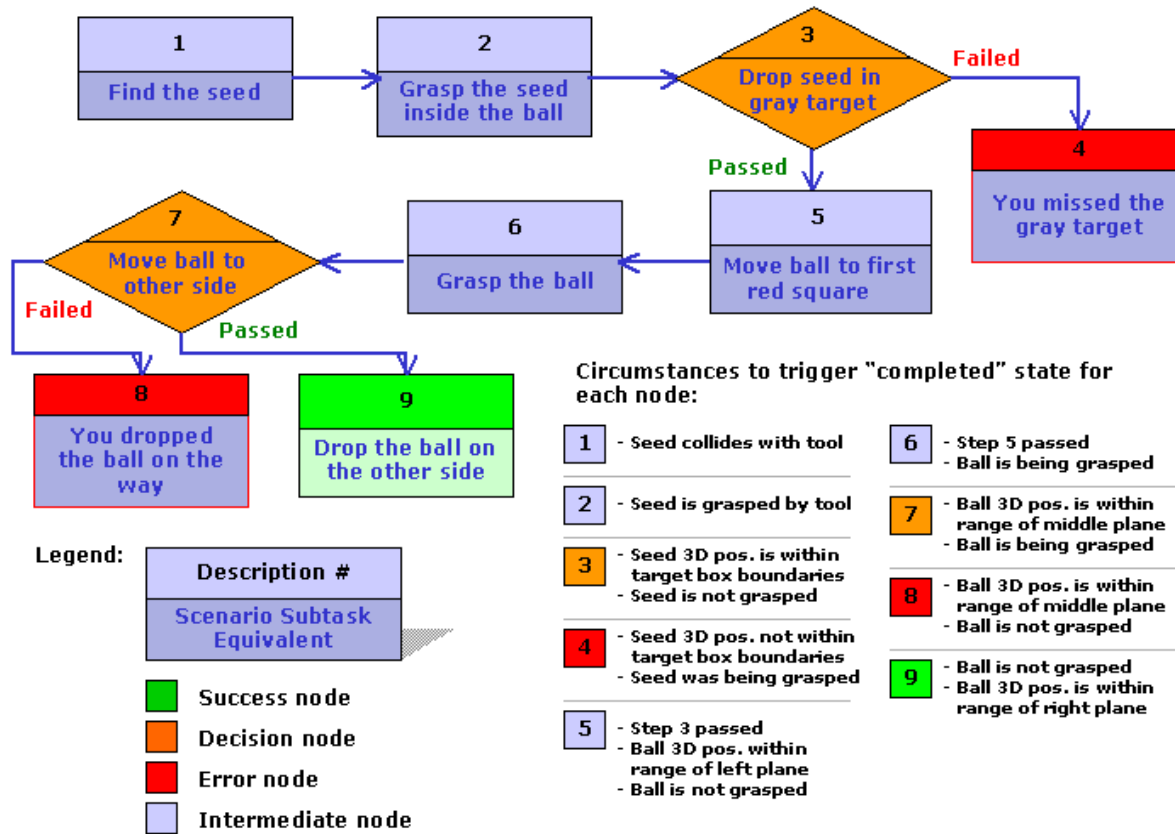 1
Find the seed
2
Grasp the seed
inside the ball
3
Drop seed in
gray target
Failed
4
You missed the
gray target
Passed
5
Move ball to first
red square
6
Grasp the ball
7
Move ball to
other side
Failed
Passed
8
You dropped
the ball on the
way
9
Drop the ball on
the other side
Legend:
Description #
Scenario Subtask
Equivalent
Success node
Decision node
Error node
Intermediate node
Circumstances to trigger "completed" state for
each node:
1
- Seed collides with tool
2
- Seed is grasped by tool
3
- Seed 3D pos. is within
target box boundaries
- Seed is not grasped
4
- Seed 3D pos. not within
target box boundaries
- Seed was being grasped
5
- Step 3 passed
- Ball 3D pos. within
range of left plane
- Ball is not grasped
6
- Step 5 passed
- Ball is being grasped
7
- Ball 3D pos. is within
range of middle plane
- Ball is being grasped
8
- Ball 3D pos. is within
range of middle plane
- Ball is not grasped
9
- Ball is not grasped
- Ball 3D pos. is within
range of right plane